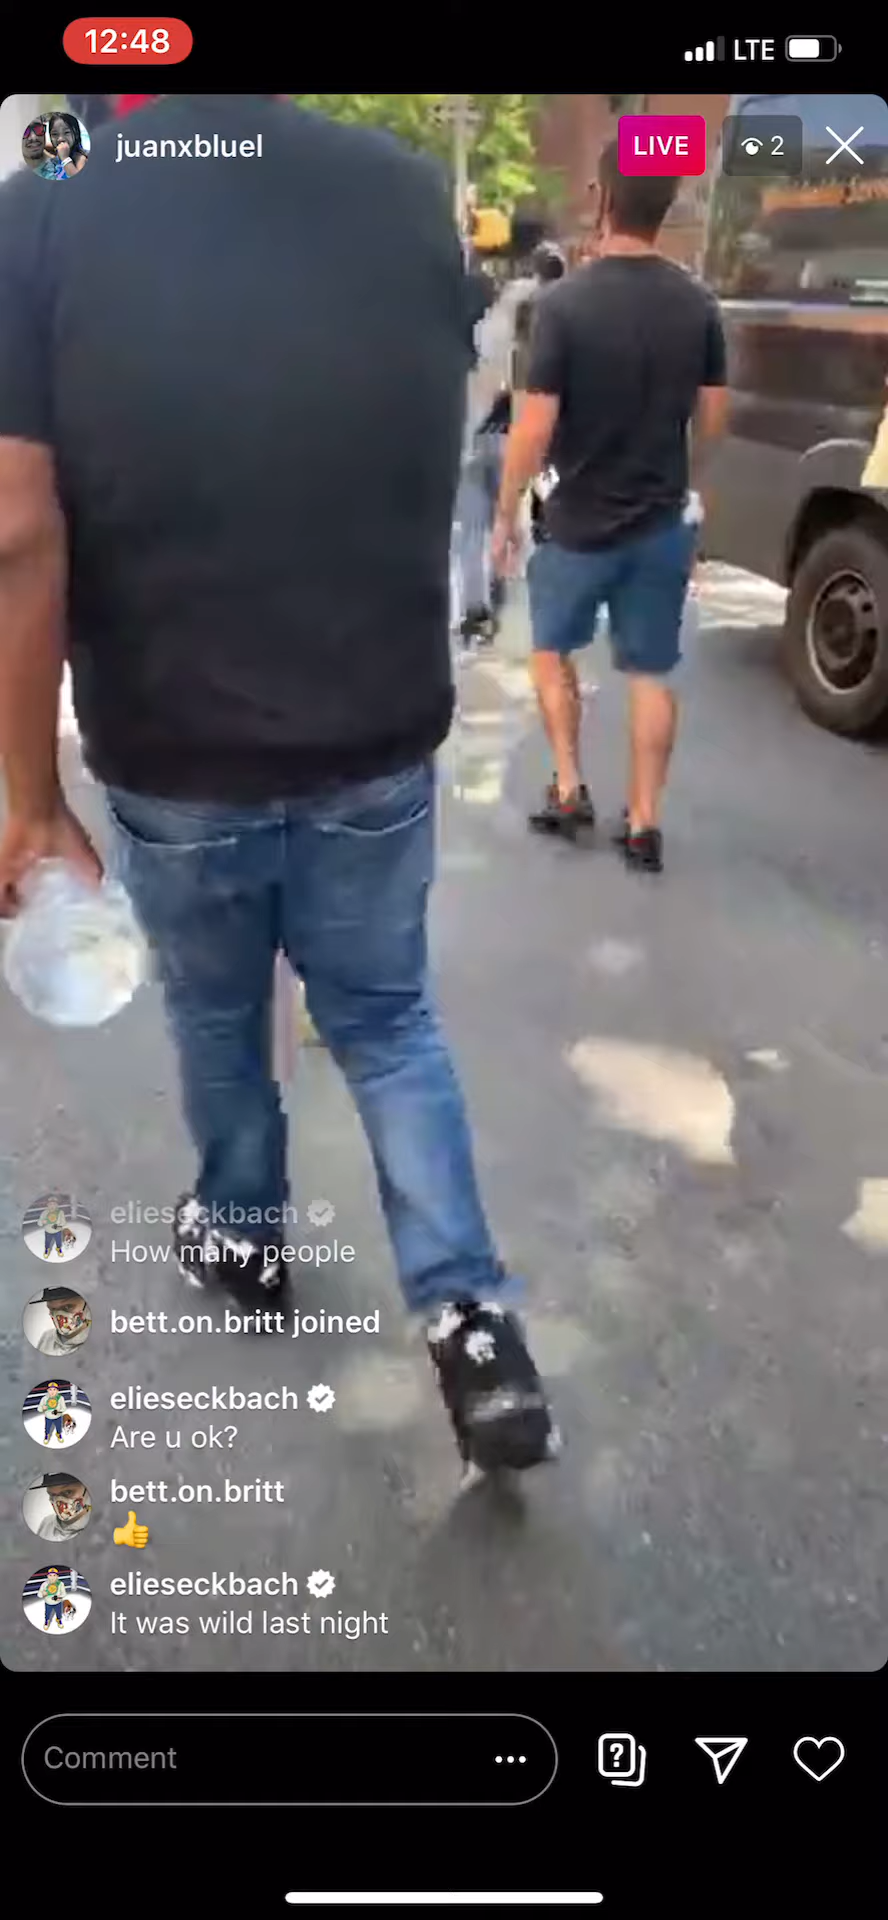 12:48
LTE
juanxbluel
LIVE
2
elieseckbach
How many people
bett.on.britt joined
elieseckbach
Are u ok?
bett.on.britt
👍
elieseckbach
It was wild last night
Comment